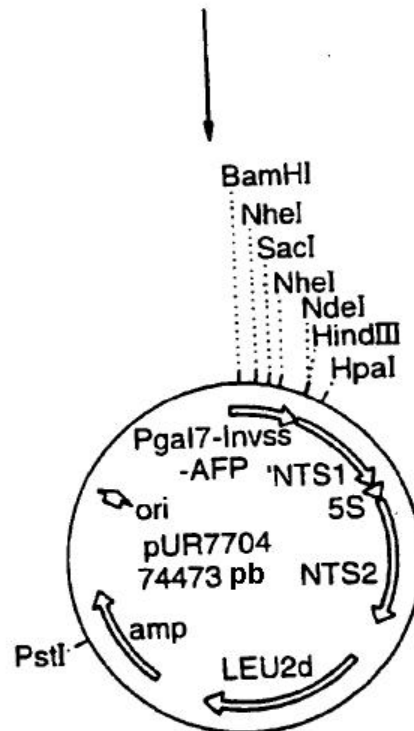 BamHI
NheI
SacI
NheI
NdeI
HindIII
HpaI
PgaI7-Invss
-AFP
'NTS1
5S
ori
pUR7704
74473 pb
NTS2
amp
PstI
LEU2d